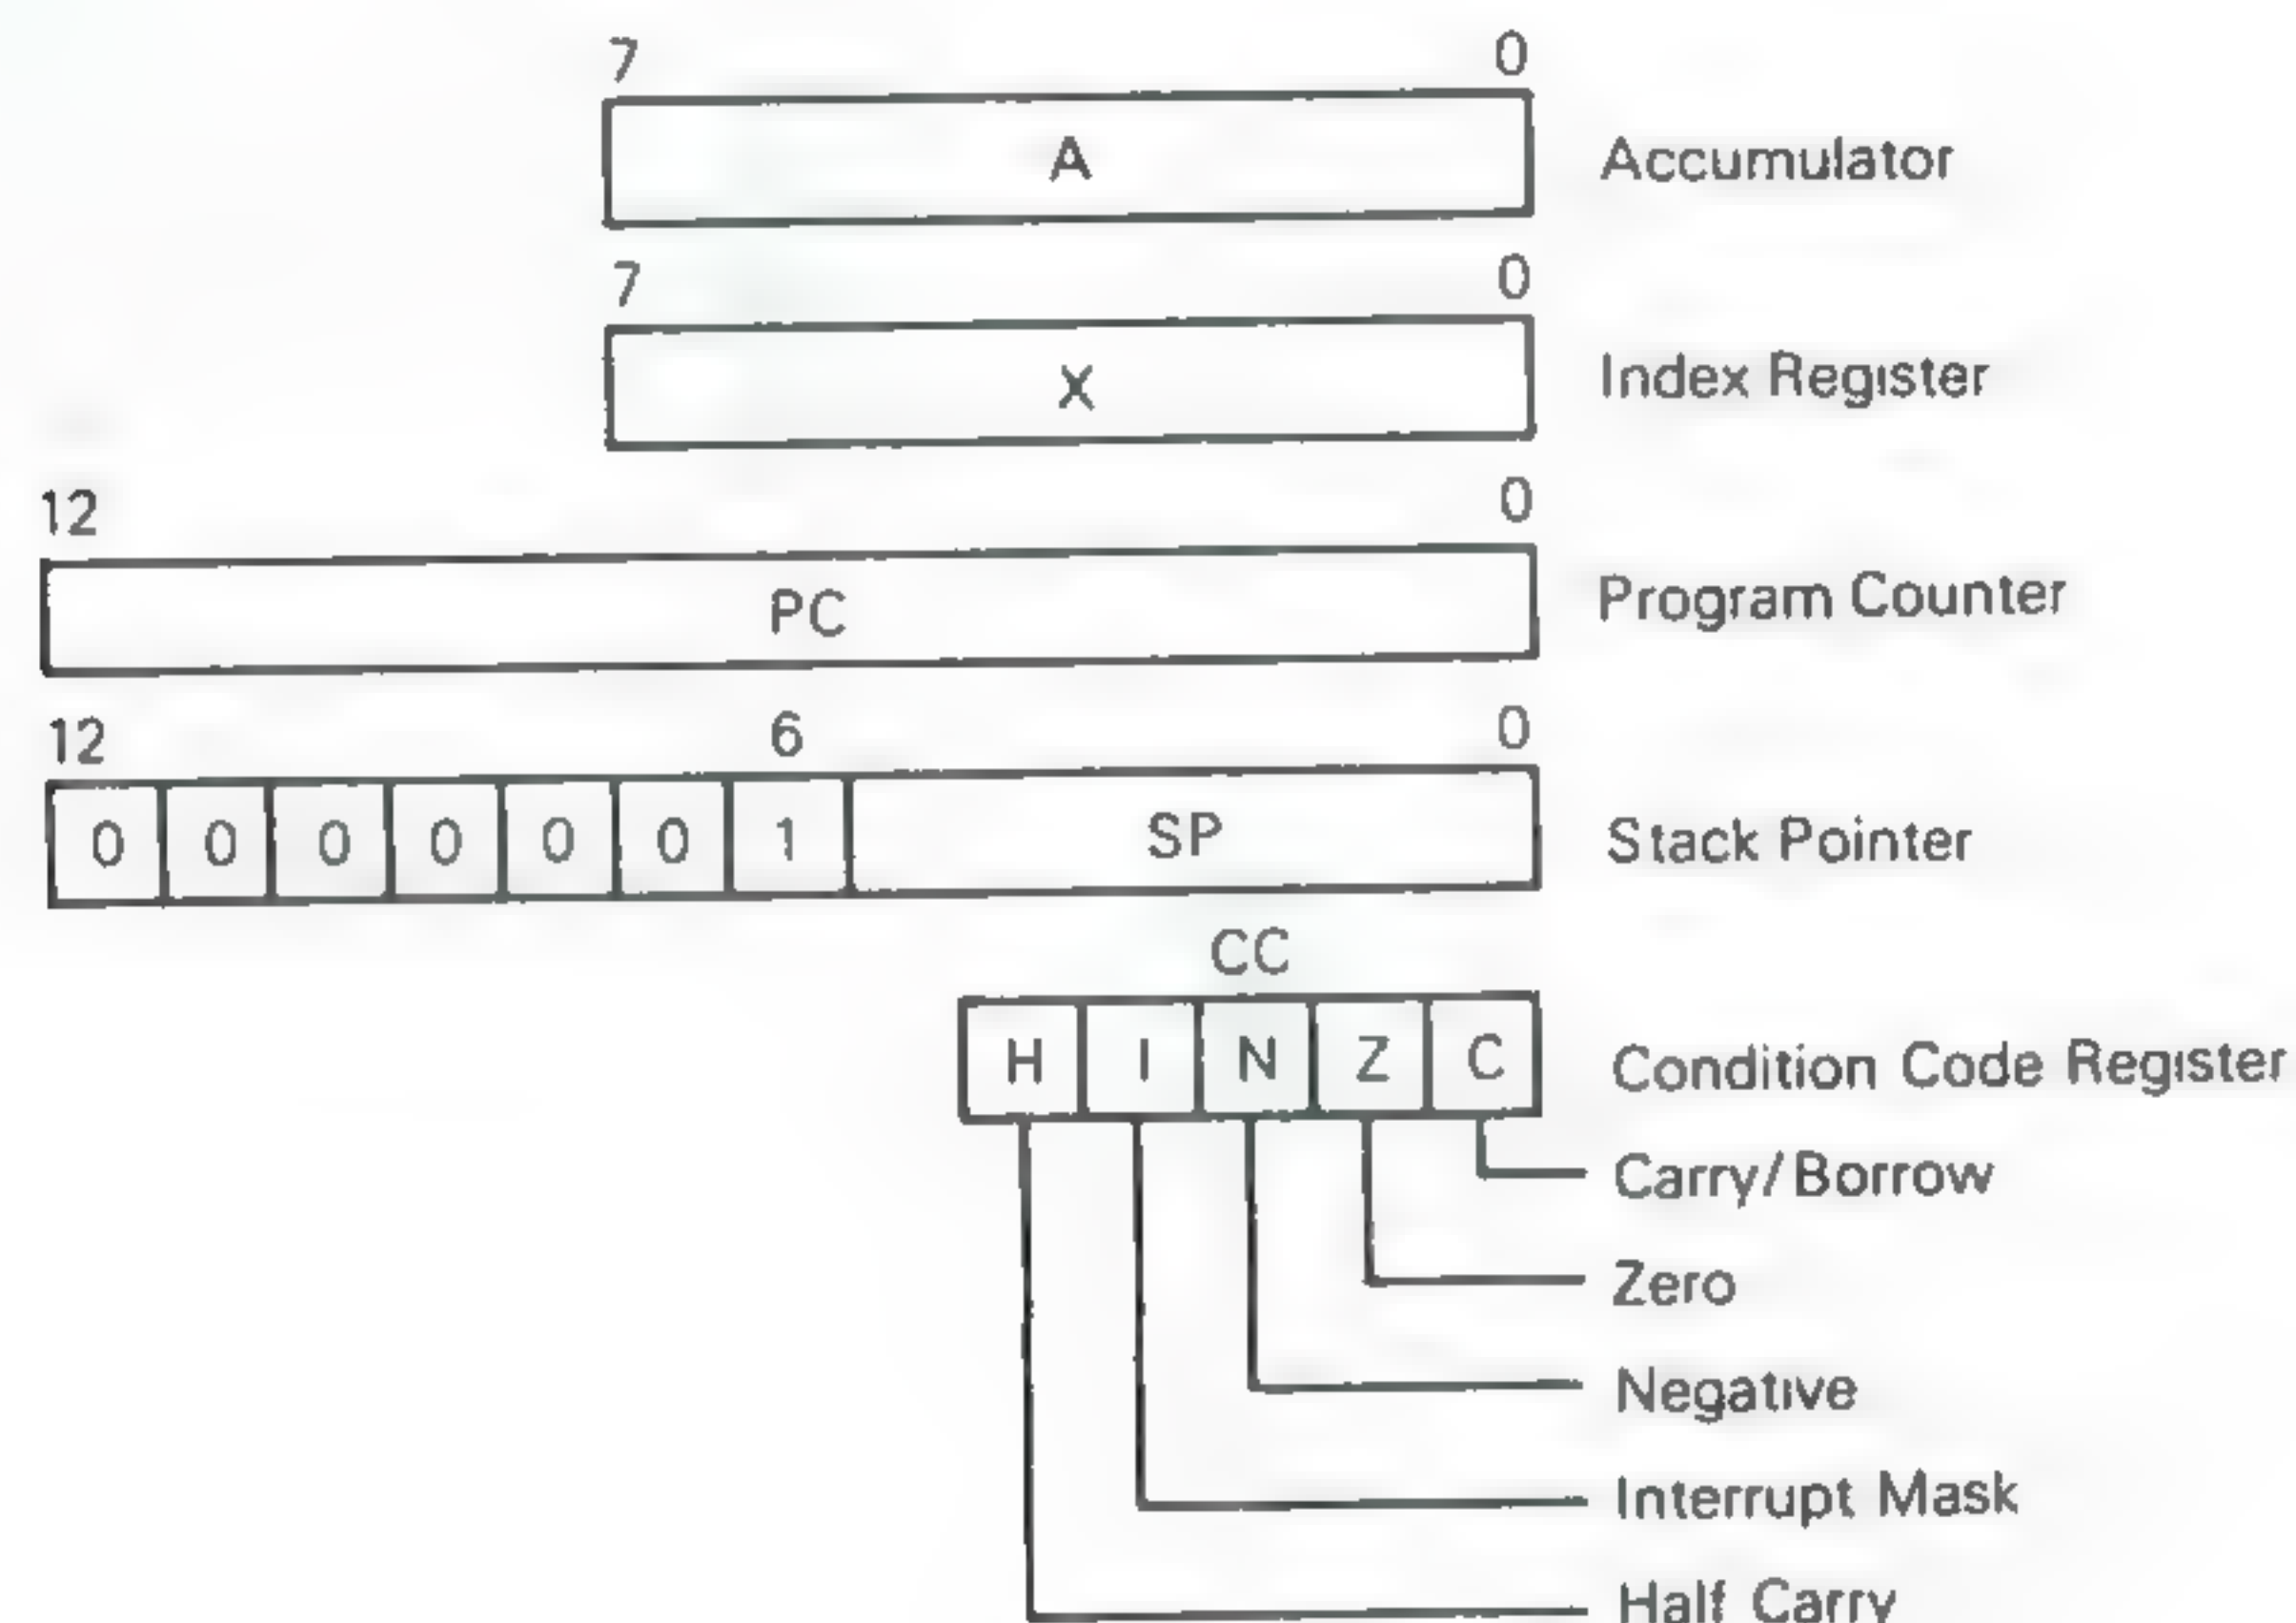 7 0
A Accumulator
7 0
X Index Register
12 0
PC Program Counter
12 6 0
0 0 0 0 0 0 1 SP Stack Pointer
CC
H I N Z C Condition Code Register
Carry/Borrow
Zero
Negative
Interrupt Mask
Half Carry